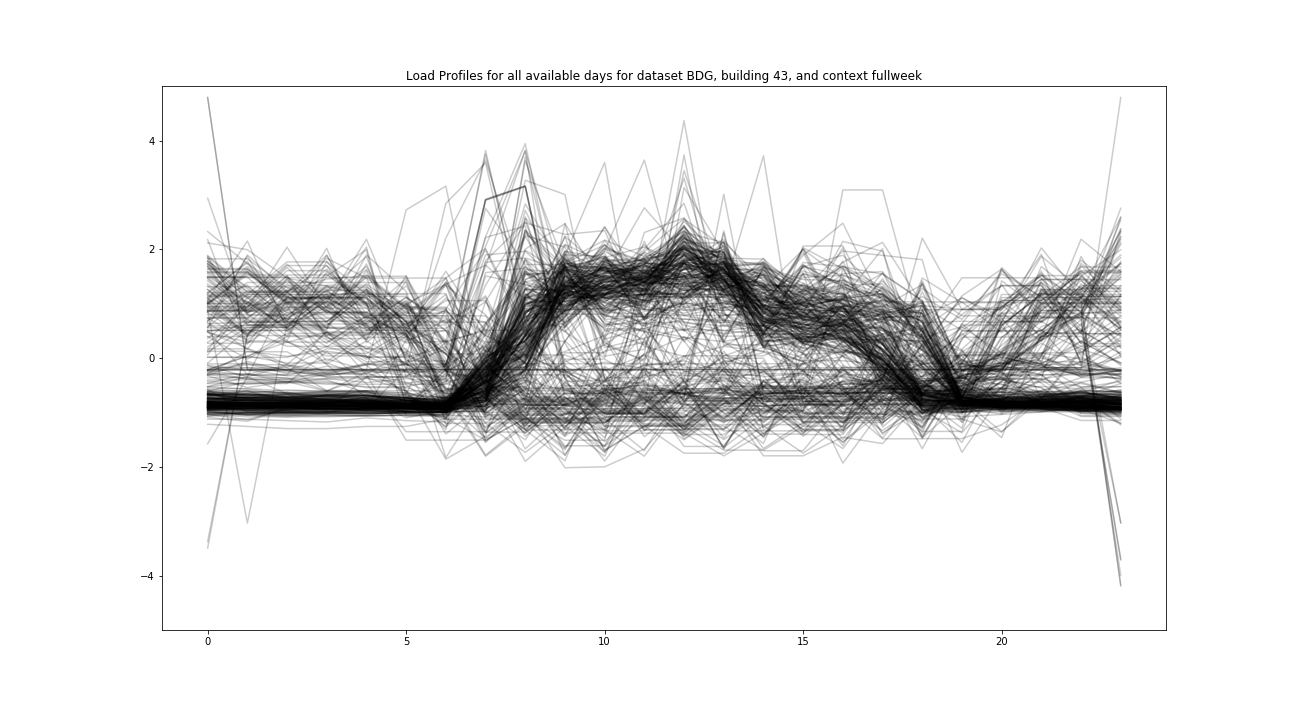 Load Profiles for all available days for dataset BDG, building 43, and context fullweek
4
2
0
−2
−4
0 5 10 15 20